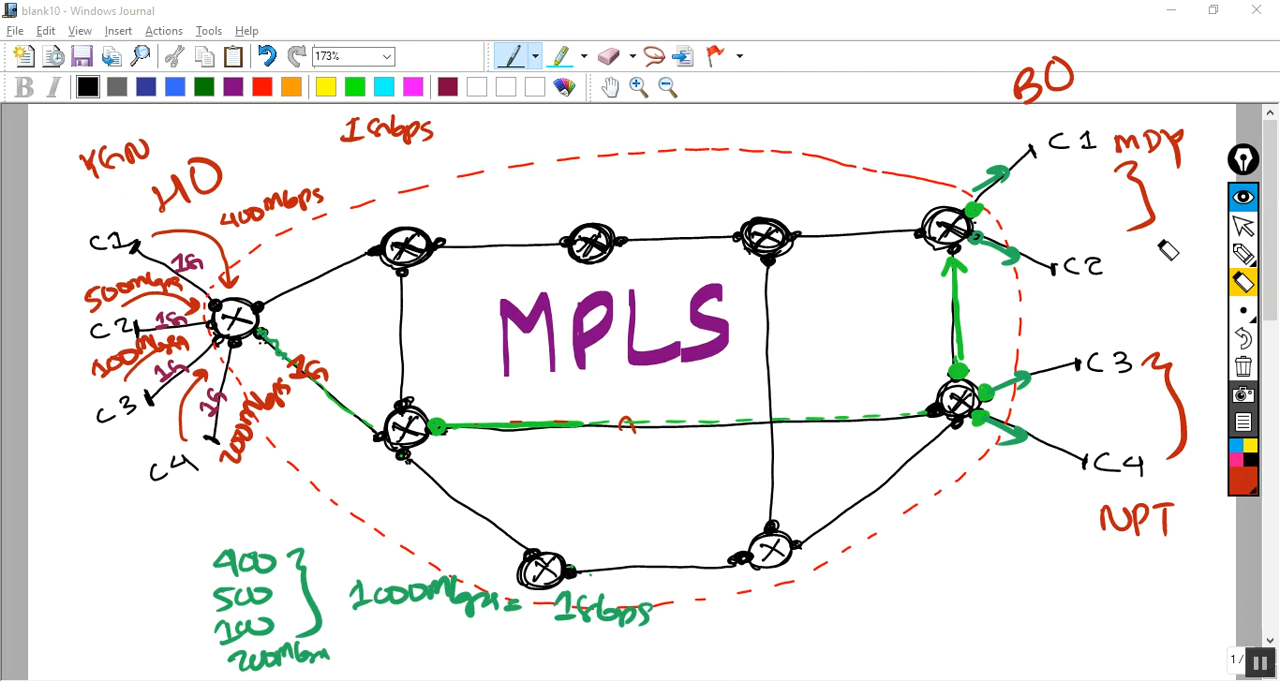 blank10 - Windows Journal
File Edit View Insert Actions Tools Help
173%
B I
BO
1Gbps
YGN
HO
400Mbps
C1 MDY
C1
1G
500Mbps
C2
C2
1G
100Mbps
1G
C3
1G
200Mbps
1G
C4
MPLS
C3
C4
NPT
400
500
100
200Mbps
1000Mbps = 1Gbps
1 /